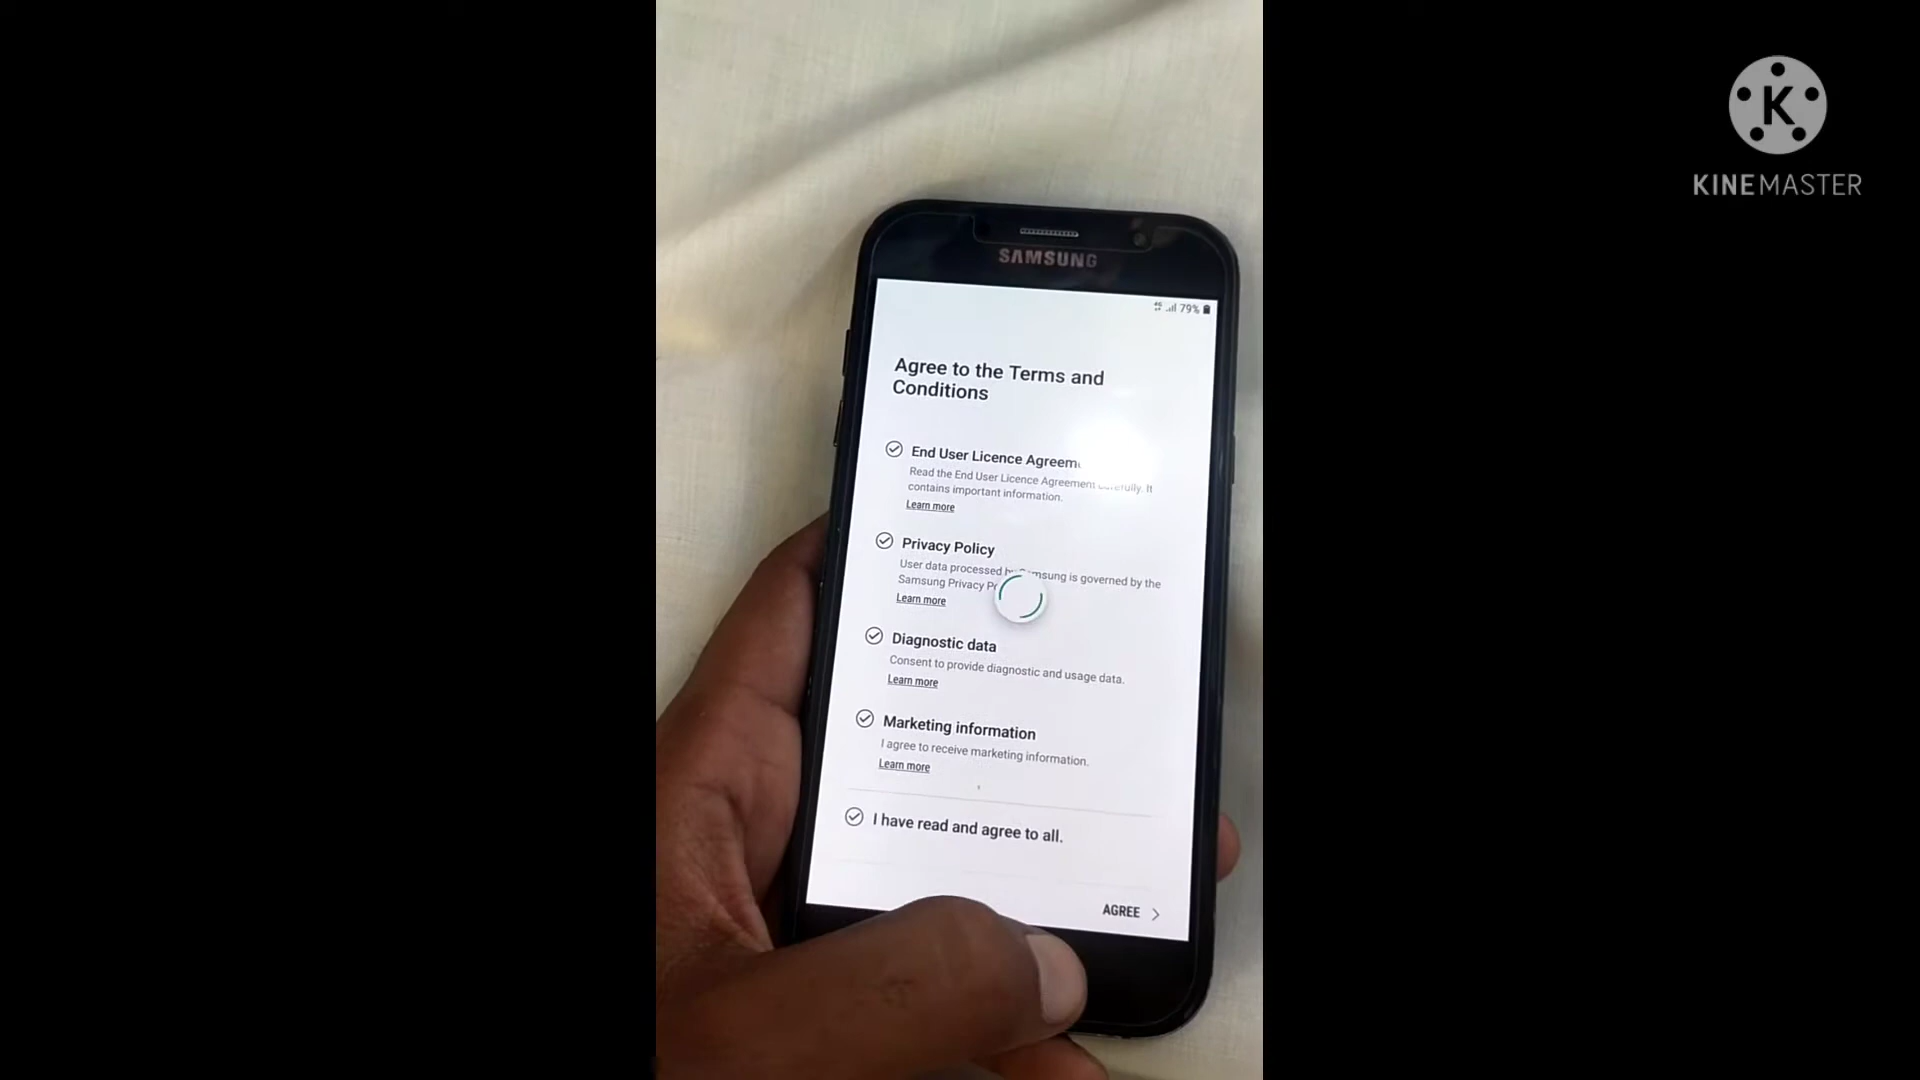 K
KINEMASTER
SAMSUNG
4G 79%
Agree to the Terms and
Conditions
End User Licence
Read the End User Licence Agreement It
contains important information.
Learn more
Privacy Policy
User data processed is governed by the
Samsung Privacy
Learn more
Diagnostic data
Consent to provide diagnostic and usage data.
Learn more
Marketing information
I agree to receive marketing information.
Learn more
I have read and agree to all.
AGREE >